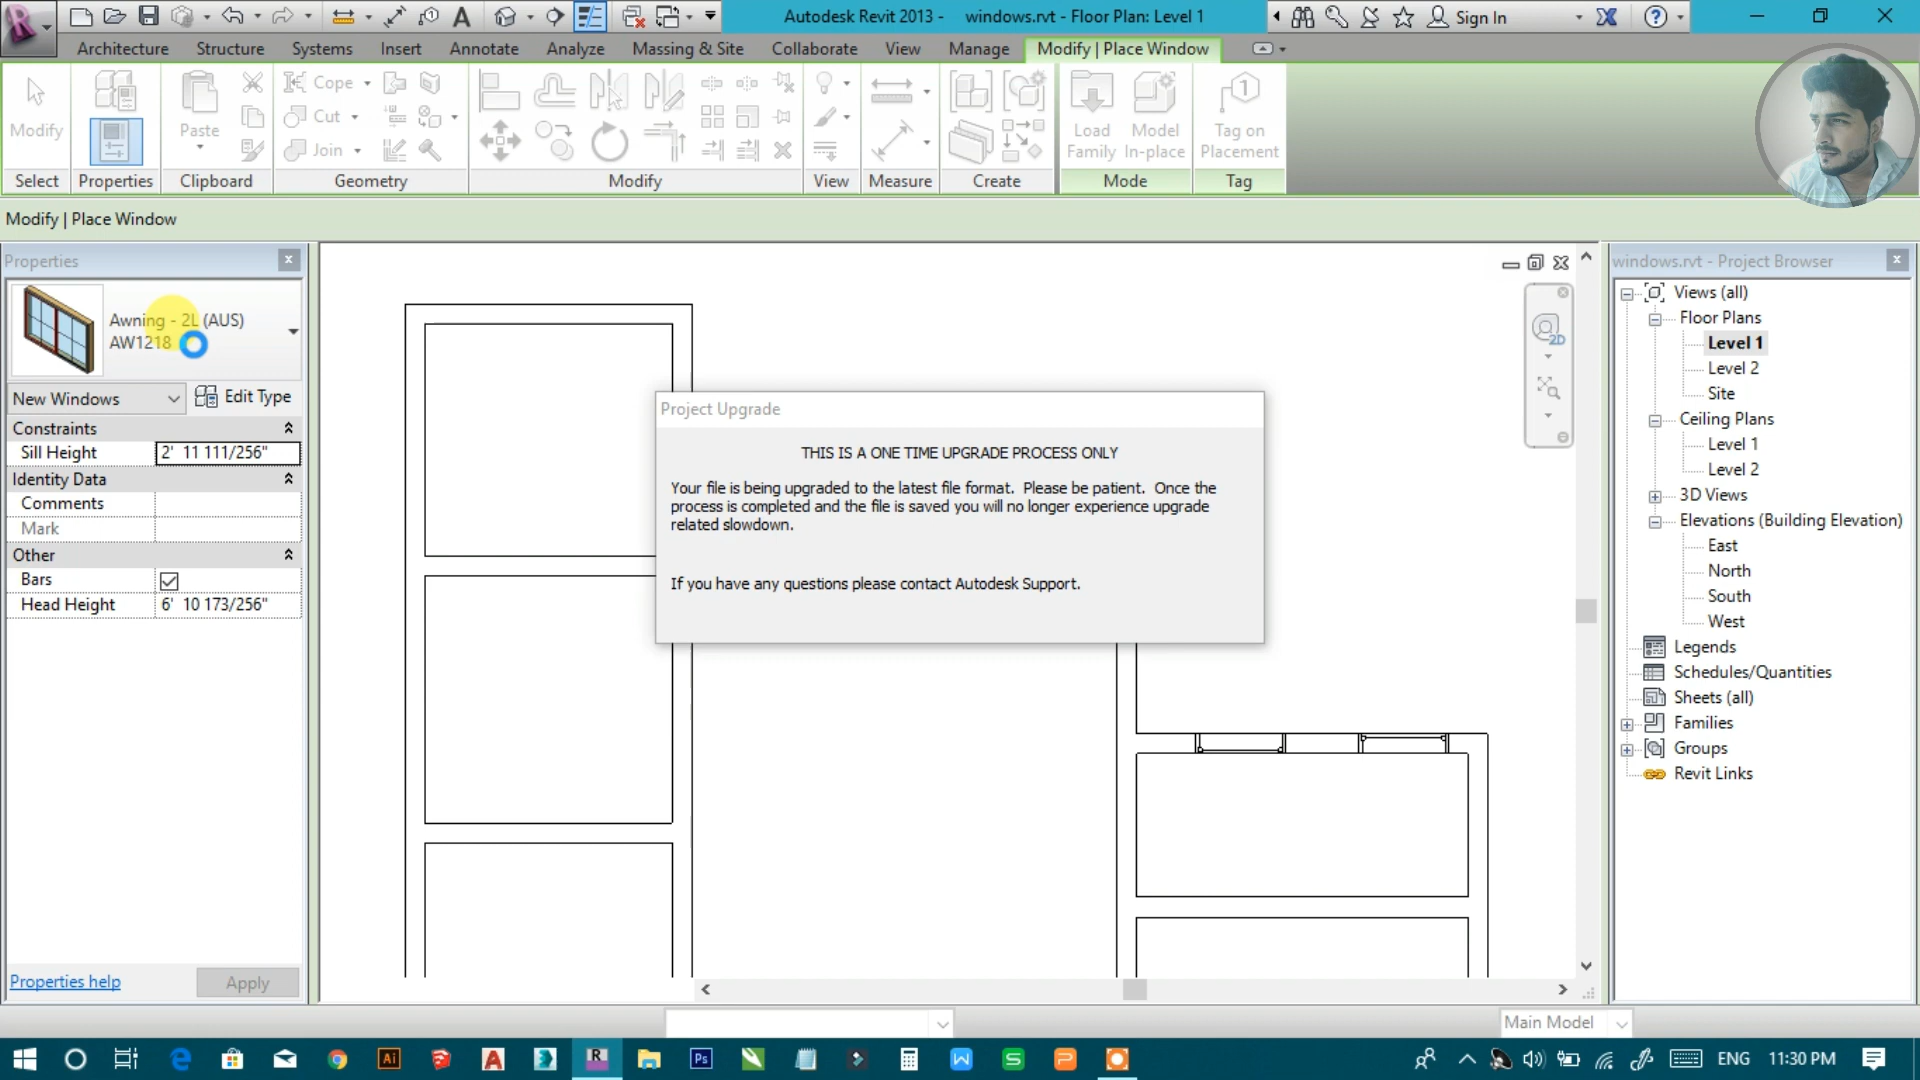 Autodesk Revit 2013 - windows.rvt - Floor Plan: Level 1
Sign In
Architecture Structure Systems Insert Annotate Analyze Massing & Site Collaborate View Manage Modify | Place Window
Modify
Paste
Cope
Cut
Join
Load Family
Model In-place
Tag on Placement
Select Properties Clipboard Geometry Modify View Measure Create Mode Tag
Modify | Place Window
Properties
Awning - 2L (AUS)
AW1218
New Windows Edit Type
Constraints
Sill Height 2' 11 111/256"
Identity Data
Comments
Mark
Other
Bars
Head Height 6' 10 173/256"
Properties help Apply
Project Upgrade
THIS IS A ONE TIME UPGRADE PROCESS ONLY
Your file is being upgraded to the latest file format. Please be patient. Once the
process is completed and the file is saved you will no longer experience upgrade
related slowdown.
If you have any questions please contact Autodesk Support.
2D
windows.rvt - Project Browser
Views (all)
Floor Plans
Level 1
Level 2
Site
Ceiling Plans
Level 1
Level 2
3D Views
Elevations (Building Elevation)
East
North
South
West
Legends
Schedules/Quantities
Sheets (all)
Families
Groups
Revit Links
Main Model
ENG 11:30 PM